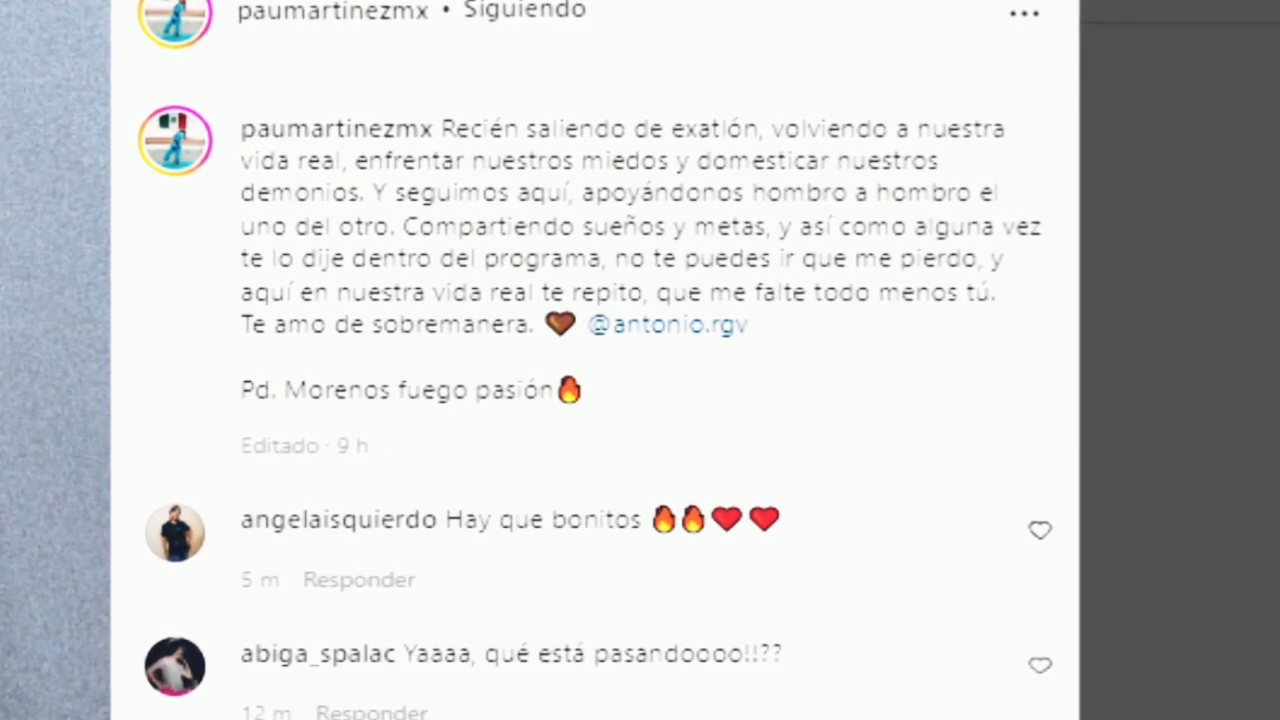 paumartinezmx • Siguiendo
paumartinezmx Recién saliendo de exatlón, volviendo a nuestra
vida real, enfrentar nuestros miedos y domesticar nuestros
demonios. Y seguimos aquí, apoyándonos hombro a hombro el
uno del otro. Compartiendo sueños y metas, y así como alguna vez
te lo dije dentro del programa, no te puedes ir que me pierdo, y
aquí en nuestra vida real te repito, que me falte todo menos tú.
Te amo de sobremanera. 🤎 @antonio.rgv
Pd. Morenos fuego pasión🔥
Editado · 9 h
angelaisquierdo Hay que bonitos 🔥🔥❤️❤️
5 m Responder
abiga_spalac Yaaaa, qué está pasandoooo!!??
12 m Responder